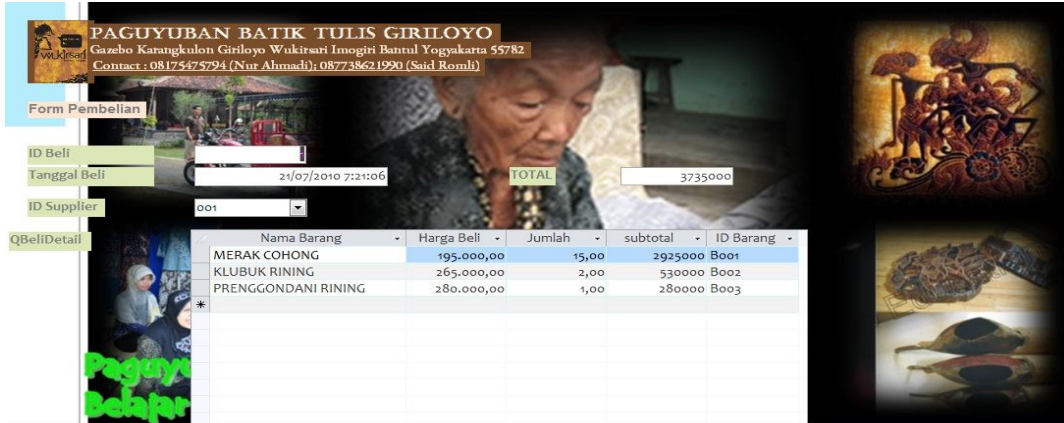 wukirsari
PAGUYUBAN BATIK TULIS GIRILOYO
Gazebo Karangkulon Giriloyo Wukirsari Imogiri Bantul Yogyakarta 55782
Contact : 08175475794 (Nur Ahmadi); 087738621990 (Said Romli)
Form Pembelian
ID Beli
Tanggal Beli 21/07/2010 7:21:06 TOTAL 3735000
ID Supplier 001
QBeliDetail
Nama Barang Harga Beli Jumlah subtotal ID Barang
MERAK COHONG 195.000,00 15,00 2925000 B001
KLUBUK RINING 265.000,00 2,00 530000 B002
PRENGGONDANI RINING 280.000,00 1,00 280000 B003
*
Paguyu
Belajar